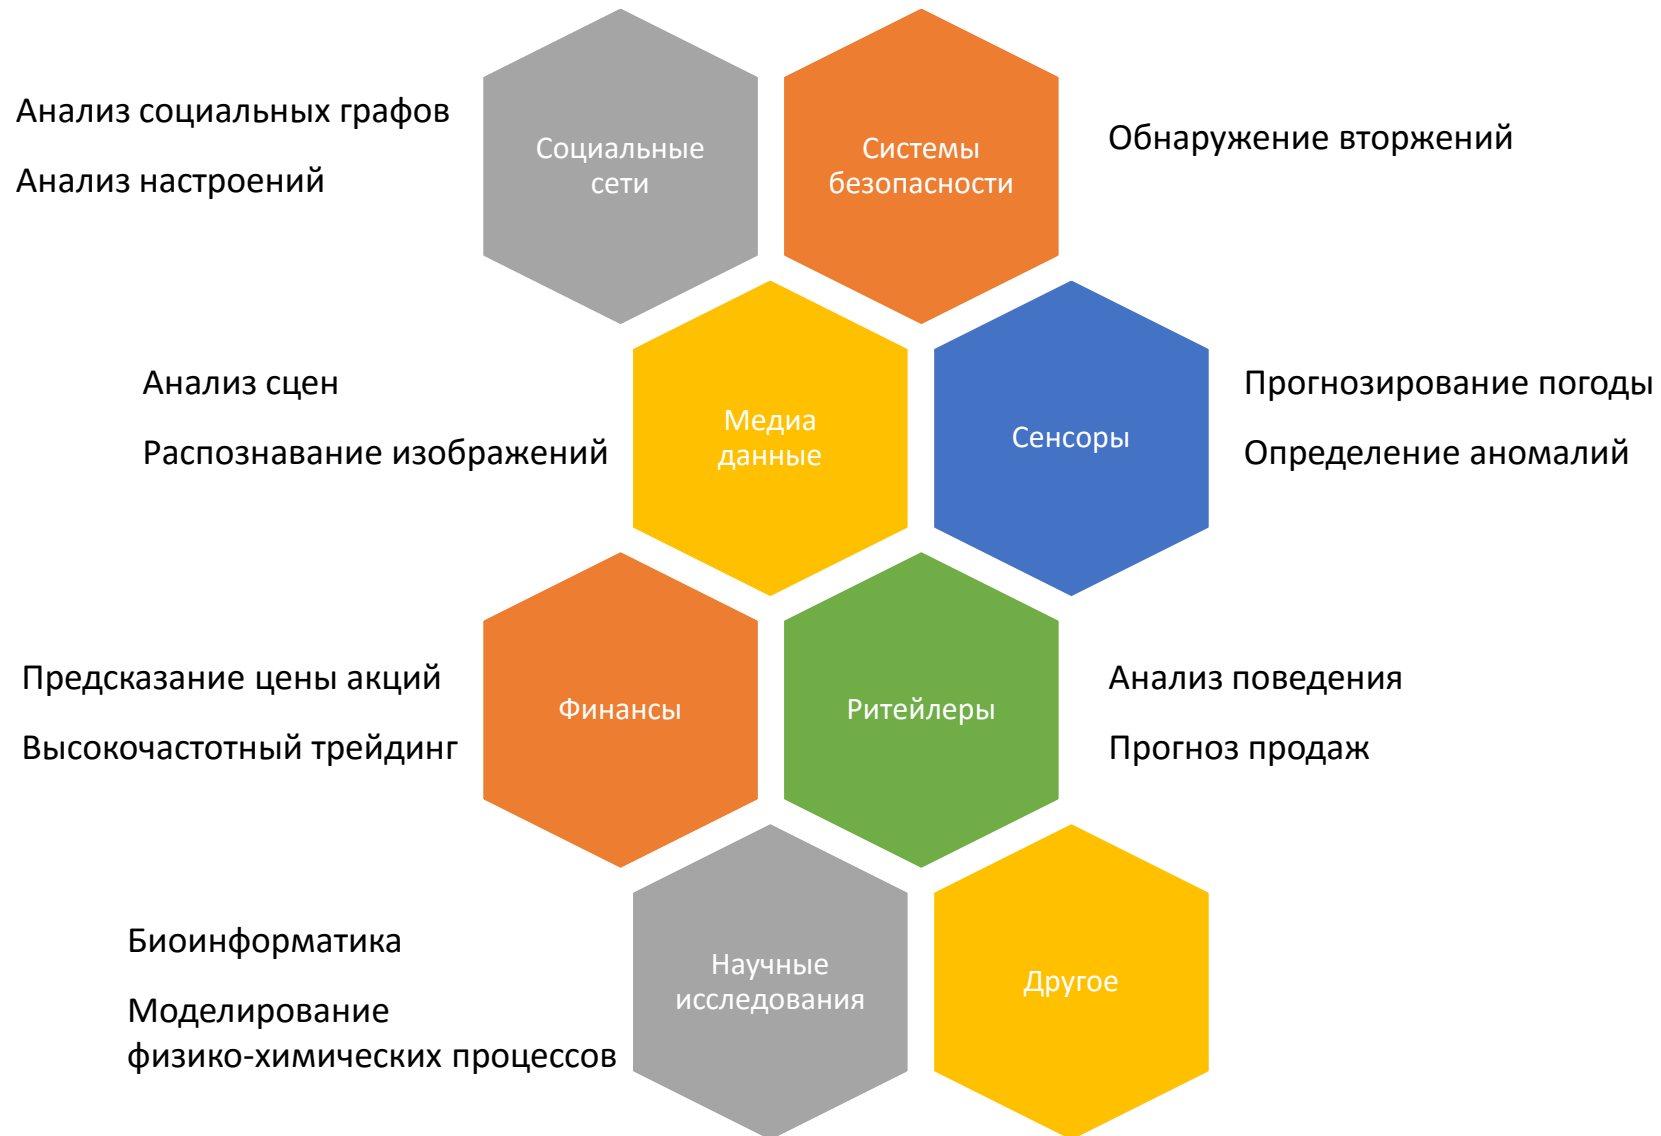 Анализ социальных графов
Анализ настроений
Социальные
сети
Системы
безопасности
Обнаружение вторжений
Анализ сцен
Распознавание изображений
Медиа
данные
Сенсоры
Прогнозирование погоды
Определение аномалий
Предсказание цены акций
Высокочастотный трейдинг
Финансы
Ритейлеры
Анализ поведения
Прогноз продаж
Биоинформатика
Моделирование
физико-химических процессов
Научные
исследования
Другое